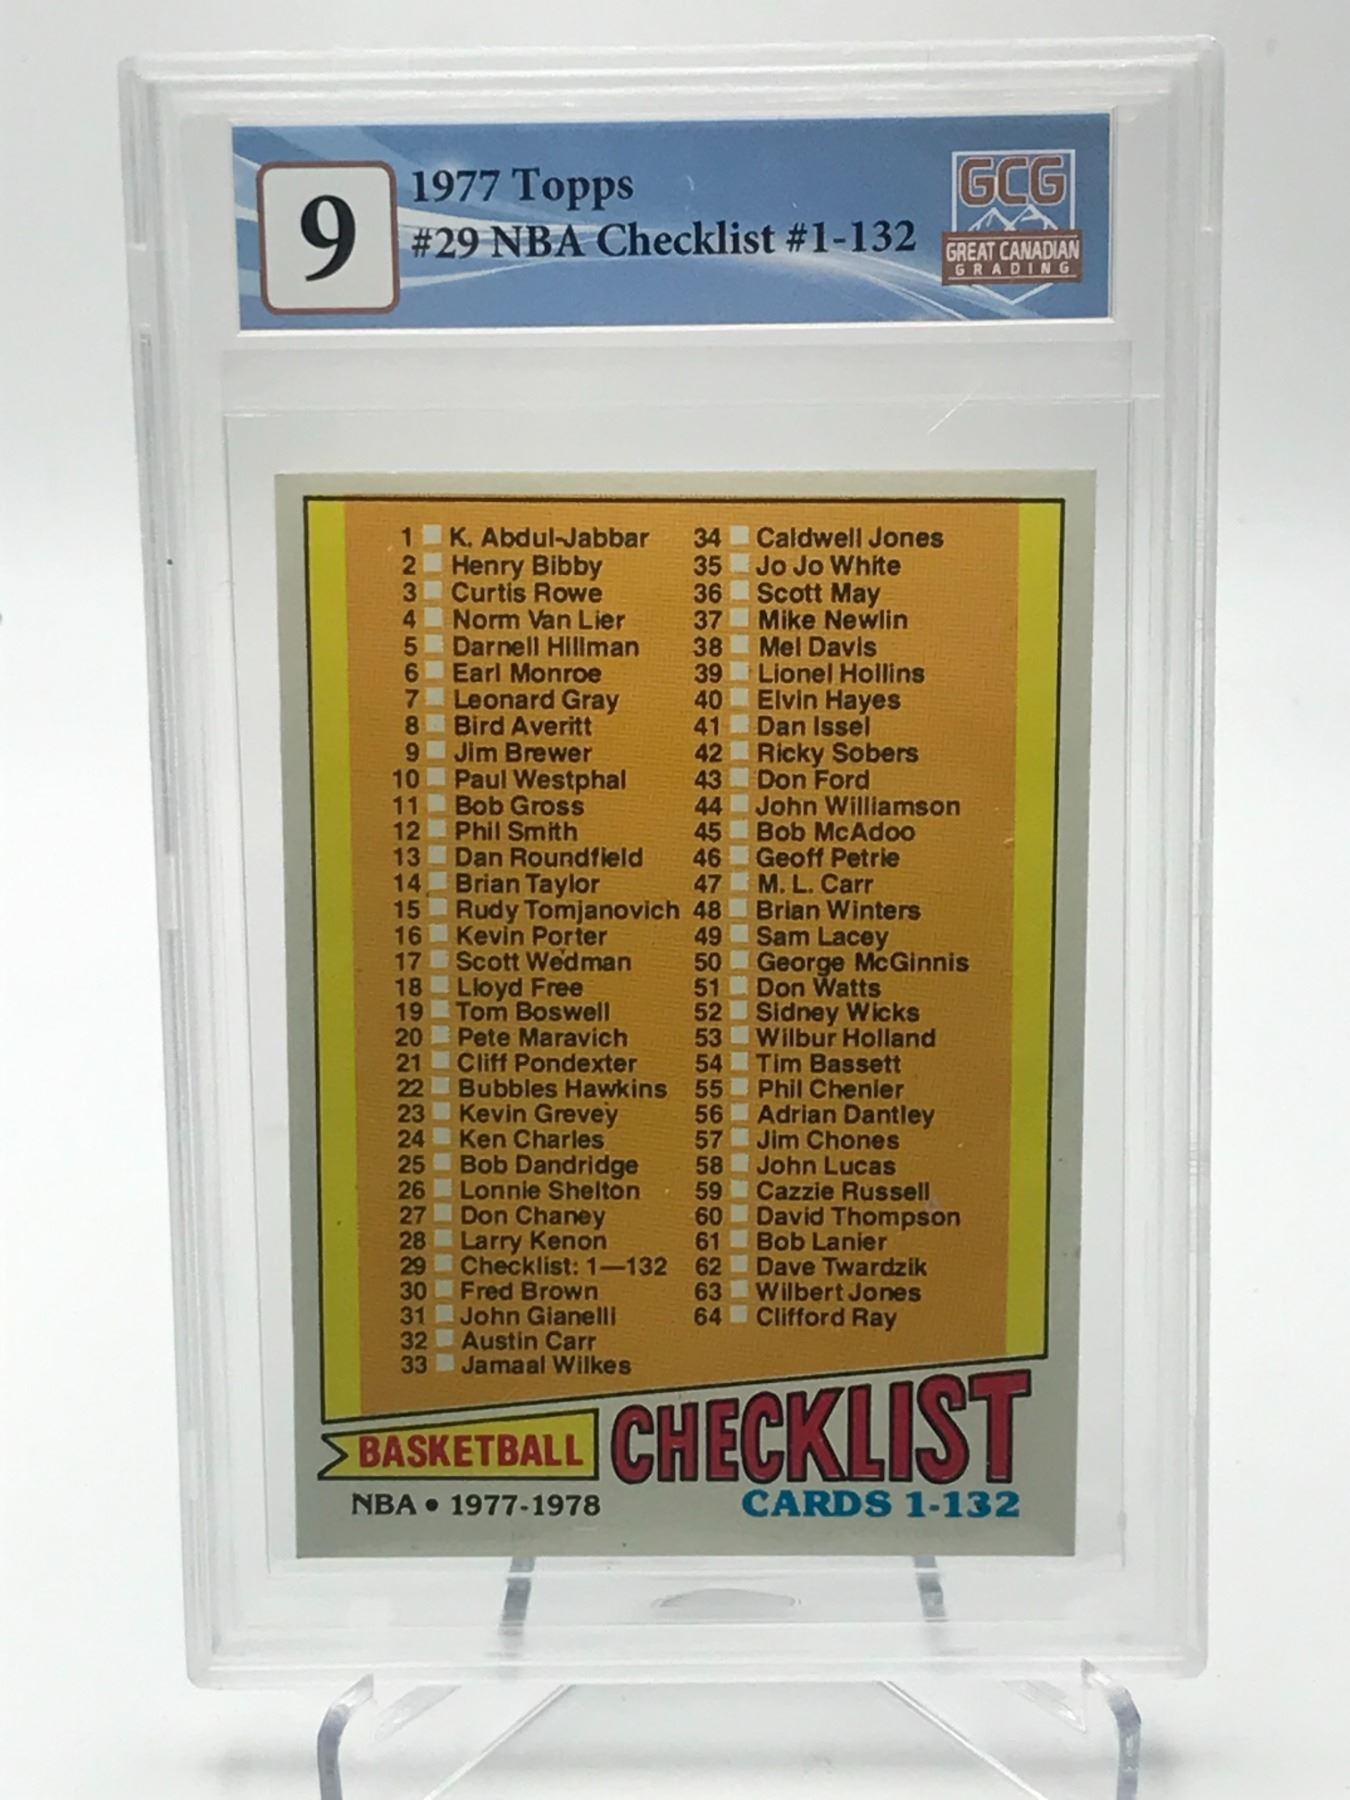 9
1977 Topps
#29 NBA Checklist #1-132
GCG
GREAT CANADIAN
GRADING
1 K. Abdul-Jabbar
2 Henry Bibby
3 Curtis Rowe
4 Norm Van Lier
5 Darnell Hillman
6 Earl Monroe
7 Leonard Gray
8 Bird Averitt
9 Jim Brewer
10 Paul Westphal
11 Bob Gross
12 Phil Smith
13 Dan Roundfield
14 Brian Taylor
15 Rudy Tomjanovich
16 Kevin Porter
17 Scott Wedman
18 Lloyd Free
19 Tom Boswell
20 Pete Maravich
21 Cliff Pondexter
22 Bubbles Hawkins
23 Kevin Grevey
24 Ken Charles
25 Bob Dandridge
26 Lonnie Shelton
27 Don Chaney
28 Larry Kenon
29 Checklist: 1—132
30 Fred Brown
31 John Gianelli
32 Austin Carr
33 Jamaal Wilkes
34 Caldwell Jones
35 Jo Jo White
36 Scott May
37 Mike Newlin
38 Mel Davis
39 Lionel Hollins
40 Elvin Hayes
41 Dan Issel
42 Ricky Sobers
43 Don Ford
44 John Williamson
45 Bob McAdoo
46 Geoff Petrie
47 M. L. Carr
48 Brian Winters
49 Sam Lacey
50 George McGinnis
51 Don Watts
52 Sidney Wicks
53 Wilbur Holland
54 Tim Bassett
55 Phil Chenier
56 Adrian Dantley
57 Jim Chones
58 John Lucas
59 Cazzie Russell
60 David Thompson
61 Bob Lanier
62 Dave Twardzik
63 Wilbert Jones
64 Clifford Ray
BASKETBALL
CHECKLIST
NBA • 1977-1978
CARDS 1-132